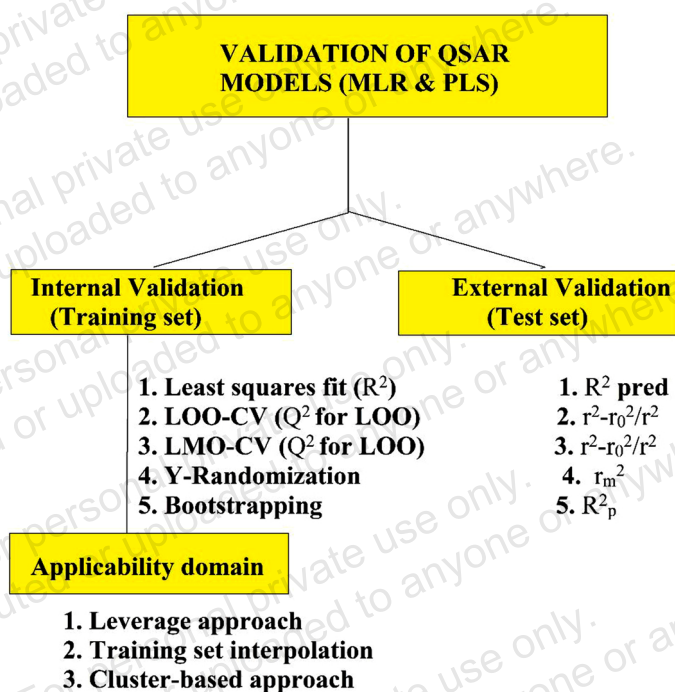 VALIDATION OF QSAR
MODELS (MLR & PLS)
Internal Validation
(Training set)
External Validation
(Test set)
1. Least squares fit (R²)
2. LOO-CV (Q² for LOO)
3. LMO-CV (Q² for LOO)
4. Y-Randomization
5. Bootstrapping
1. R² pred
2. r²-r₀²/r²
3. r²-r₀²/r²
4. rₘ²
5. R²ₚ
Applicability domain
1. Leverage approach
2. Training set interpolation
3. Cluster-based approach